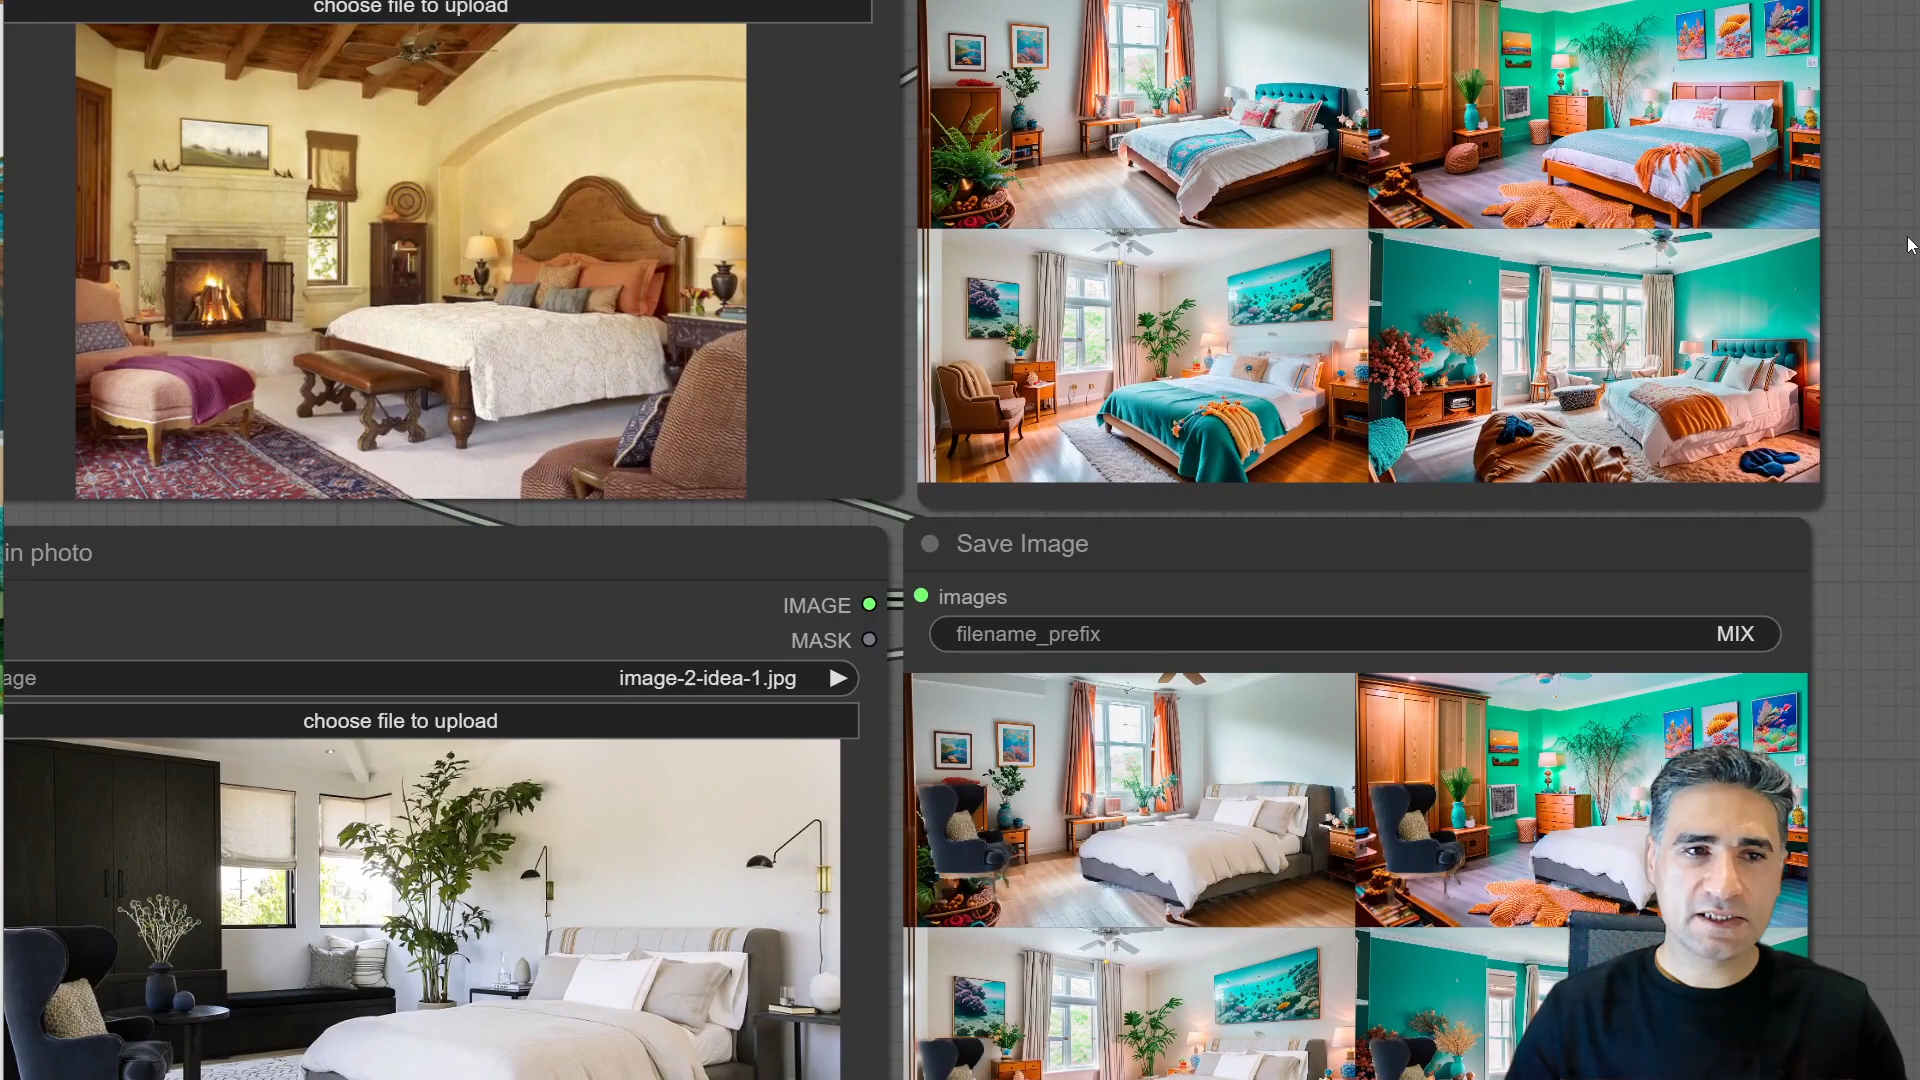 choose file to upload
in photo
IMAGE
MASK
age
image-2-idea-1.jpg
choose file to upload
Save Image
images
filename_prefix
MIX